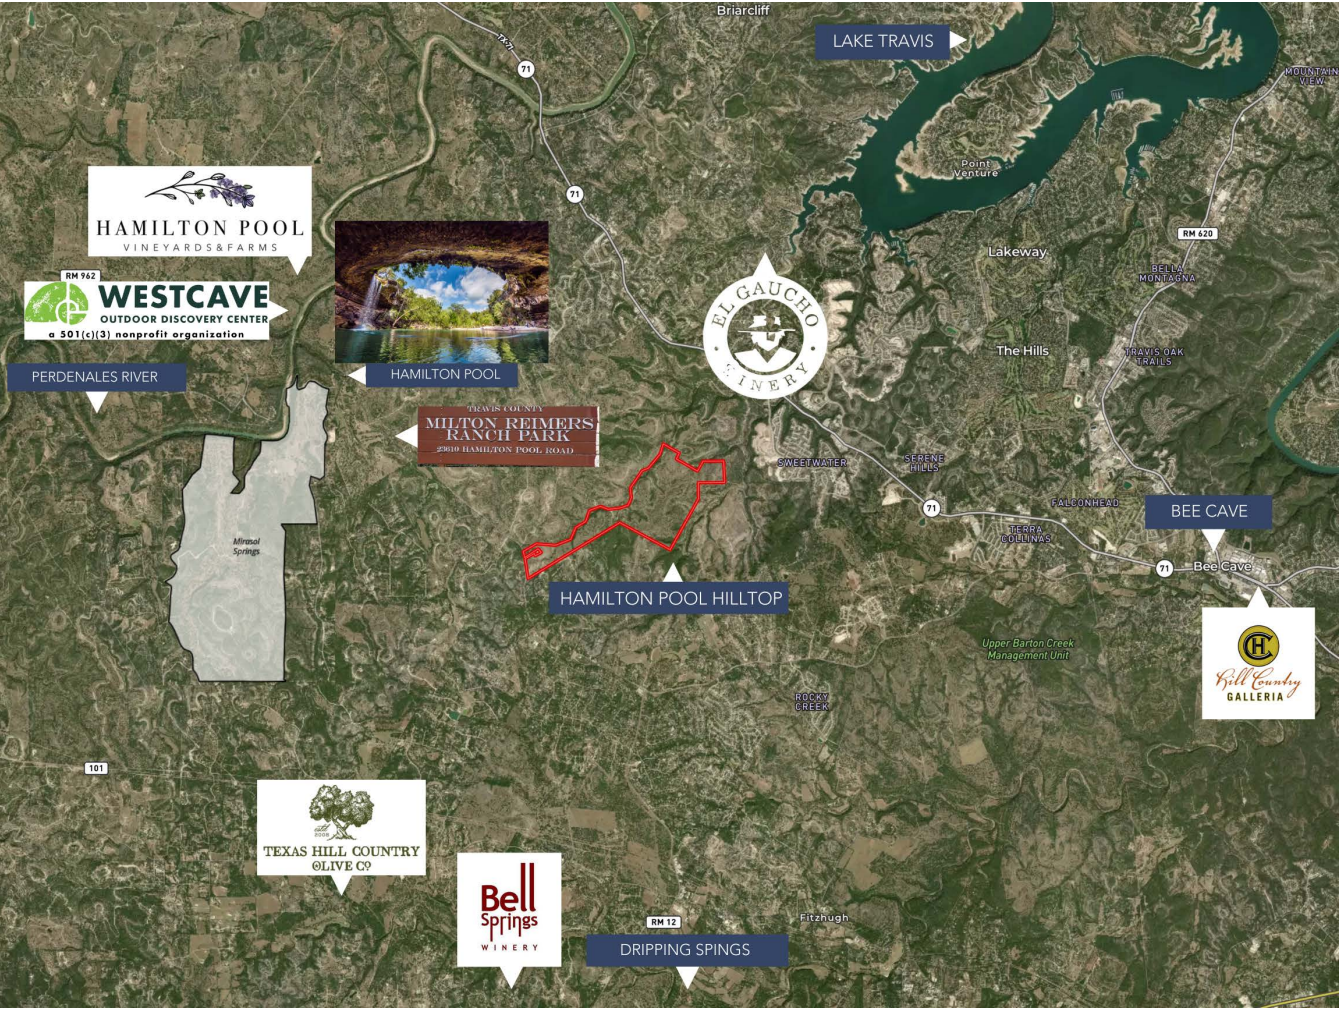 Briarcliff
LAKE TRAVIS
TX-71
71
MOUNTAIN
VIEW
Point
Venture
71
HAMILTON POOL
VINEYARDS&FARMS
RM 620
Lakeway
BELLA
MONTAGNA
RM 962
WESTCAVE
OUTDOOR DISCOVERY CENTER
a 501(c)(3) nonprofit organization
EL GAUCHO
WINERY
The Hills
TRAVIS OAK
TRAILS
PERDENALES RIVER
HAMILTON POOL
TRAVIS COUNTY
MILTON REIMERS
RANCH PARK
23610 HAMILTON POOL ROAD
SWEETWATER
SERENE
HILLS
71
FALCONHEAD
BEE CAVE
TERRA
COLLINAS
Mirasol
Springs
71
Bee Cave
HAMILTON POOL HILLTOP
Upper Barton Creek
Management Unit
HC
Hill Country
GALLERIA
ROCKY
CREEK
101
estd
2008
TEXAS HILL COUNTRY
OLIVE CO
Bell
Springs
WINERY
RM 12
Fitzhugh
DRIPPING SPINGS